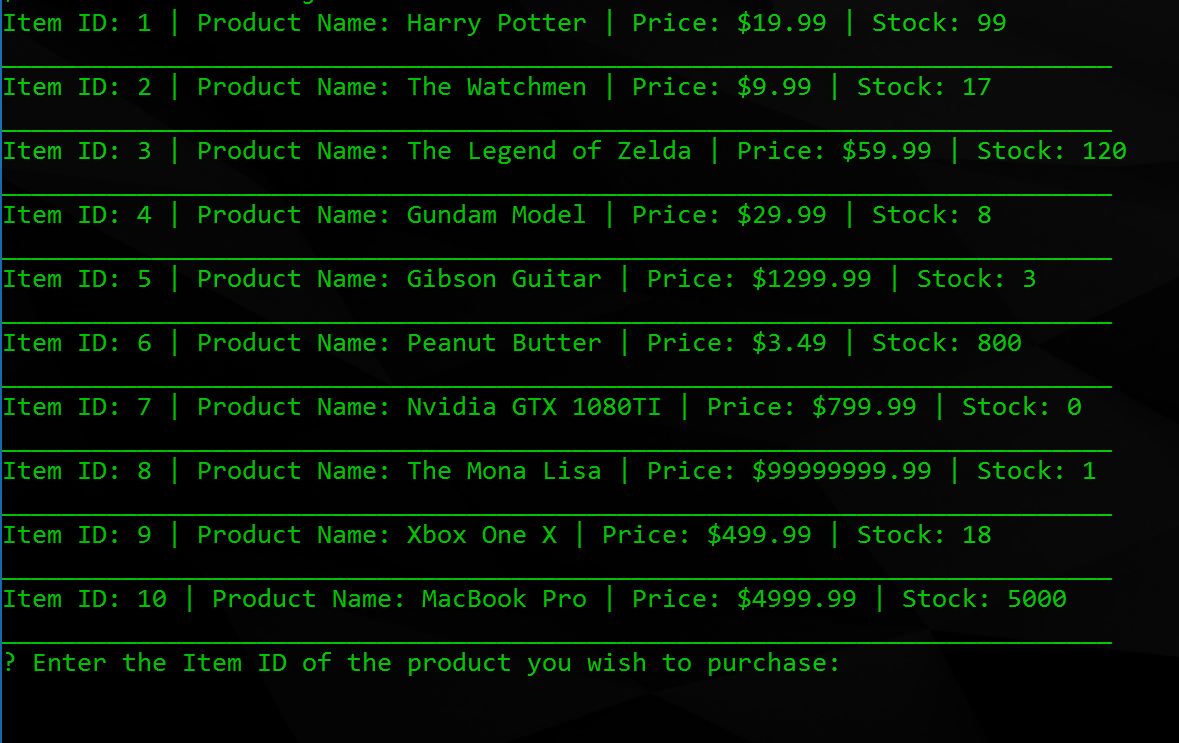 Item ID: 1 | Product Name: Harry Potter | Price: $19.99 | Stock: 99
Item ID: 2 | Product Name: The Watchmen | Price: $9.99 | Stock: 17
Item ID: 3 | Product Name: The Legend of Zelda | Price: $59.99 | Stock: 120
Item ID: 4 | Product Name: Gundam Model | Price: $29.99 | Stock: 8
Item ID: 5 | Product Name: Gibson Guitar | Price: $1299.99 | Stock: 3
Item ID: 6 | Product Name: Peanut Butter | Price: $3.49 | Stock: 800
Item ID: 7 | Product Name: Nvidia GTX 1080TI | Price: $799.99 | Stock: 0
Item ID: 8 | Product Name: The Mona Lisa | Price: $99999999.99 | Stock: 1
Item ID: 9 | Product Name: Xbox One X | Price: $499.99 | Stock: 18
Item ID: 10 | Product Name: MacBook Pro | Price: $4999.99 | Stock: 5000
? Enter the Item ID of the product you wish to purchase: